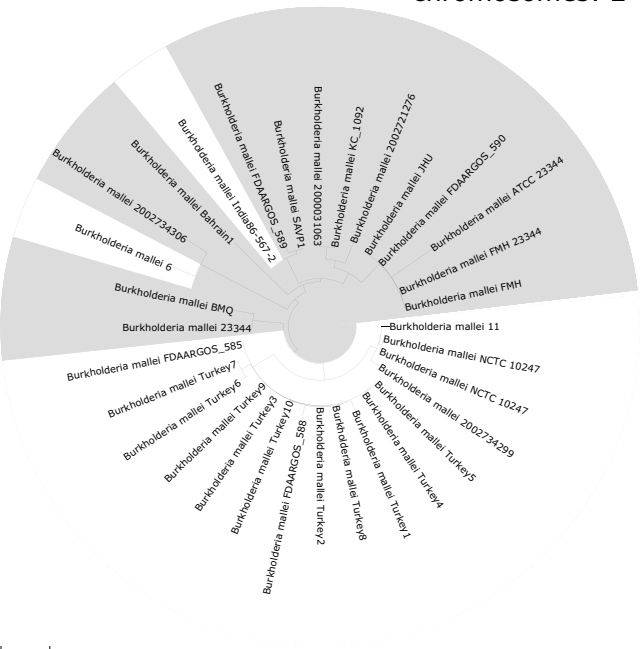 Burkholderia mallei FDAARGOS_589
Burkholderia mallei SAVP1
Burkholderia mallei 2000031063
Burkholderia mallei KC_1092
Burkholderia mallei 2002721276
Burkholderia mallei JHU
Burkholderia mallei FDAARGOS_590
Burkholderia mallei ATCC 23344
Burkholderia mallei FMH 23344
Burkholderia mallei FMH
Burkholderia mallei 11
Burkholderia mallei NCTC 10247
Burkholderia mallei NCTC 10247
Burkholderia mallei 2002734299
Burkholderia mallei Turkey5
Burkholderia mallei Turkey4
Burkholderia mallei Turkey1
Burkholderia mallei Turkey8
Burkholderia mallei Turkey2
Burkholderia mallei FDAARGOS_588
Burkholderia mallei Turkey10
Burkholderia mallei Turkey3
Burkholderia mallei Turkey9
Burkholderia mallei Turkey6
Burkholderia mallei Turkey7
Burkholderia mallei FDAARGOS_585
Burkholderia mallei 23344
Burkholderia mallei BMQ
Burkholderia mallei 6
Burkholderia mallei 2002734306
Burkholderia mallei Bahrain1
Burkholderia mallei India86-567-2